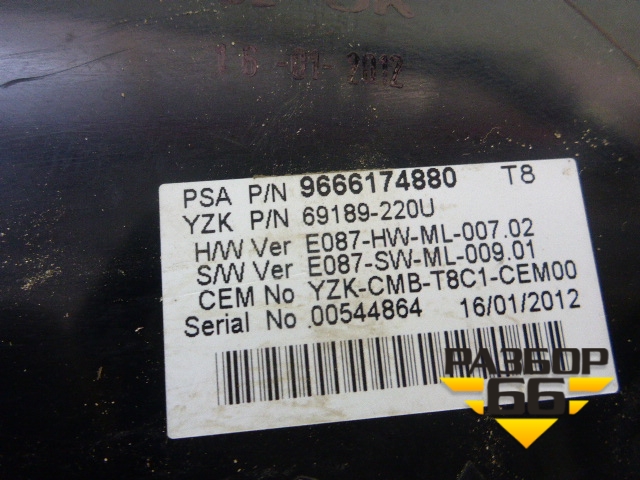 16-01-2012
PSA P/N 9666174880 T8
YZK P/N 69189-220U
H/W Ver E087-HW-ML-007.02
S/W Ver E087-SW-ML-009.01
CEM No YZK-CMB-T8C1-CEM00
Serial No .00544864 16/01/2012
РАЗБОР
66